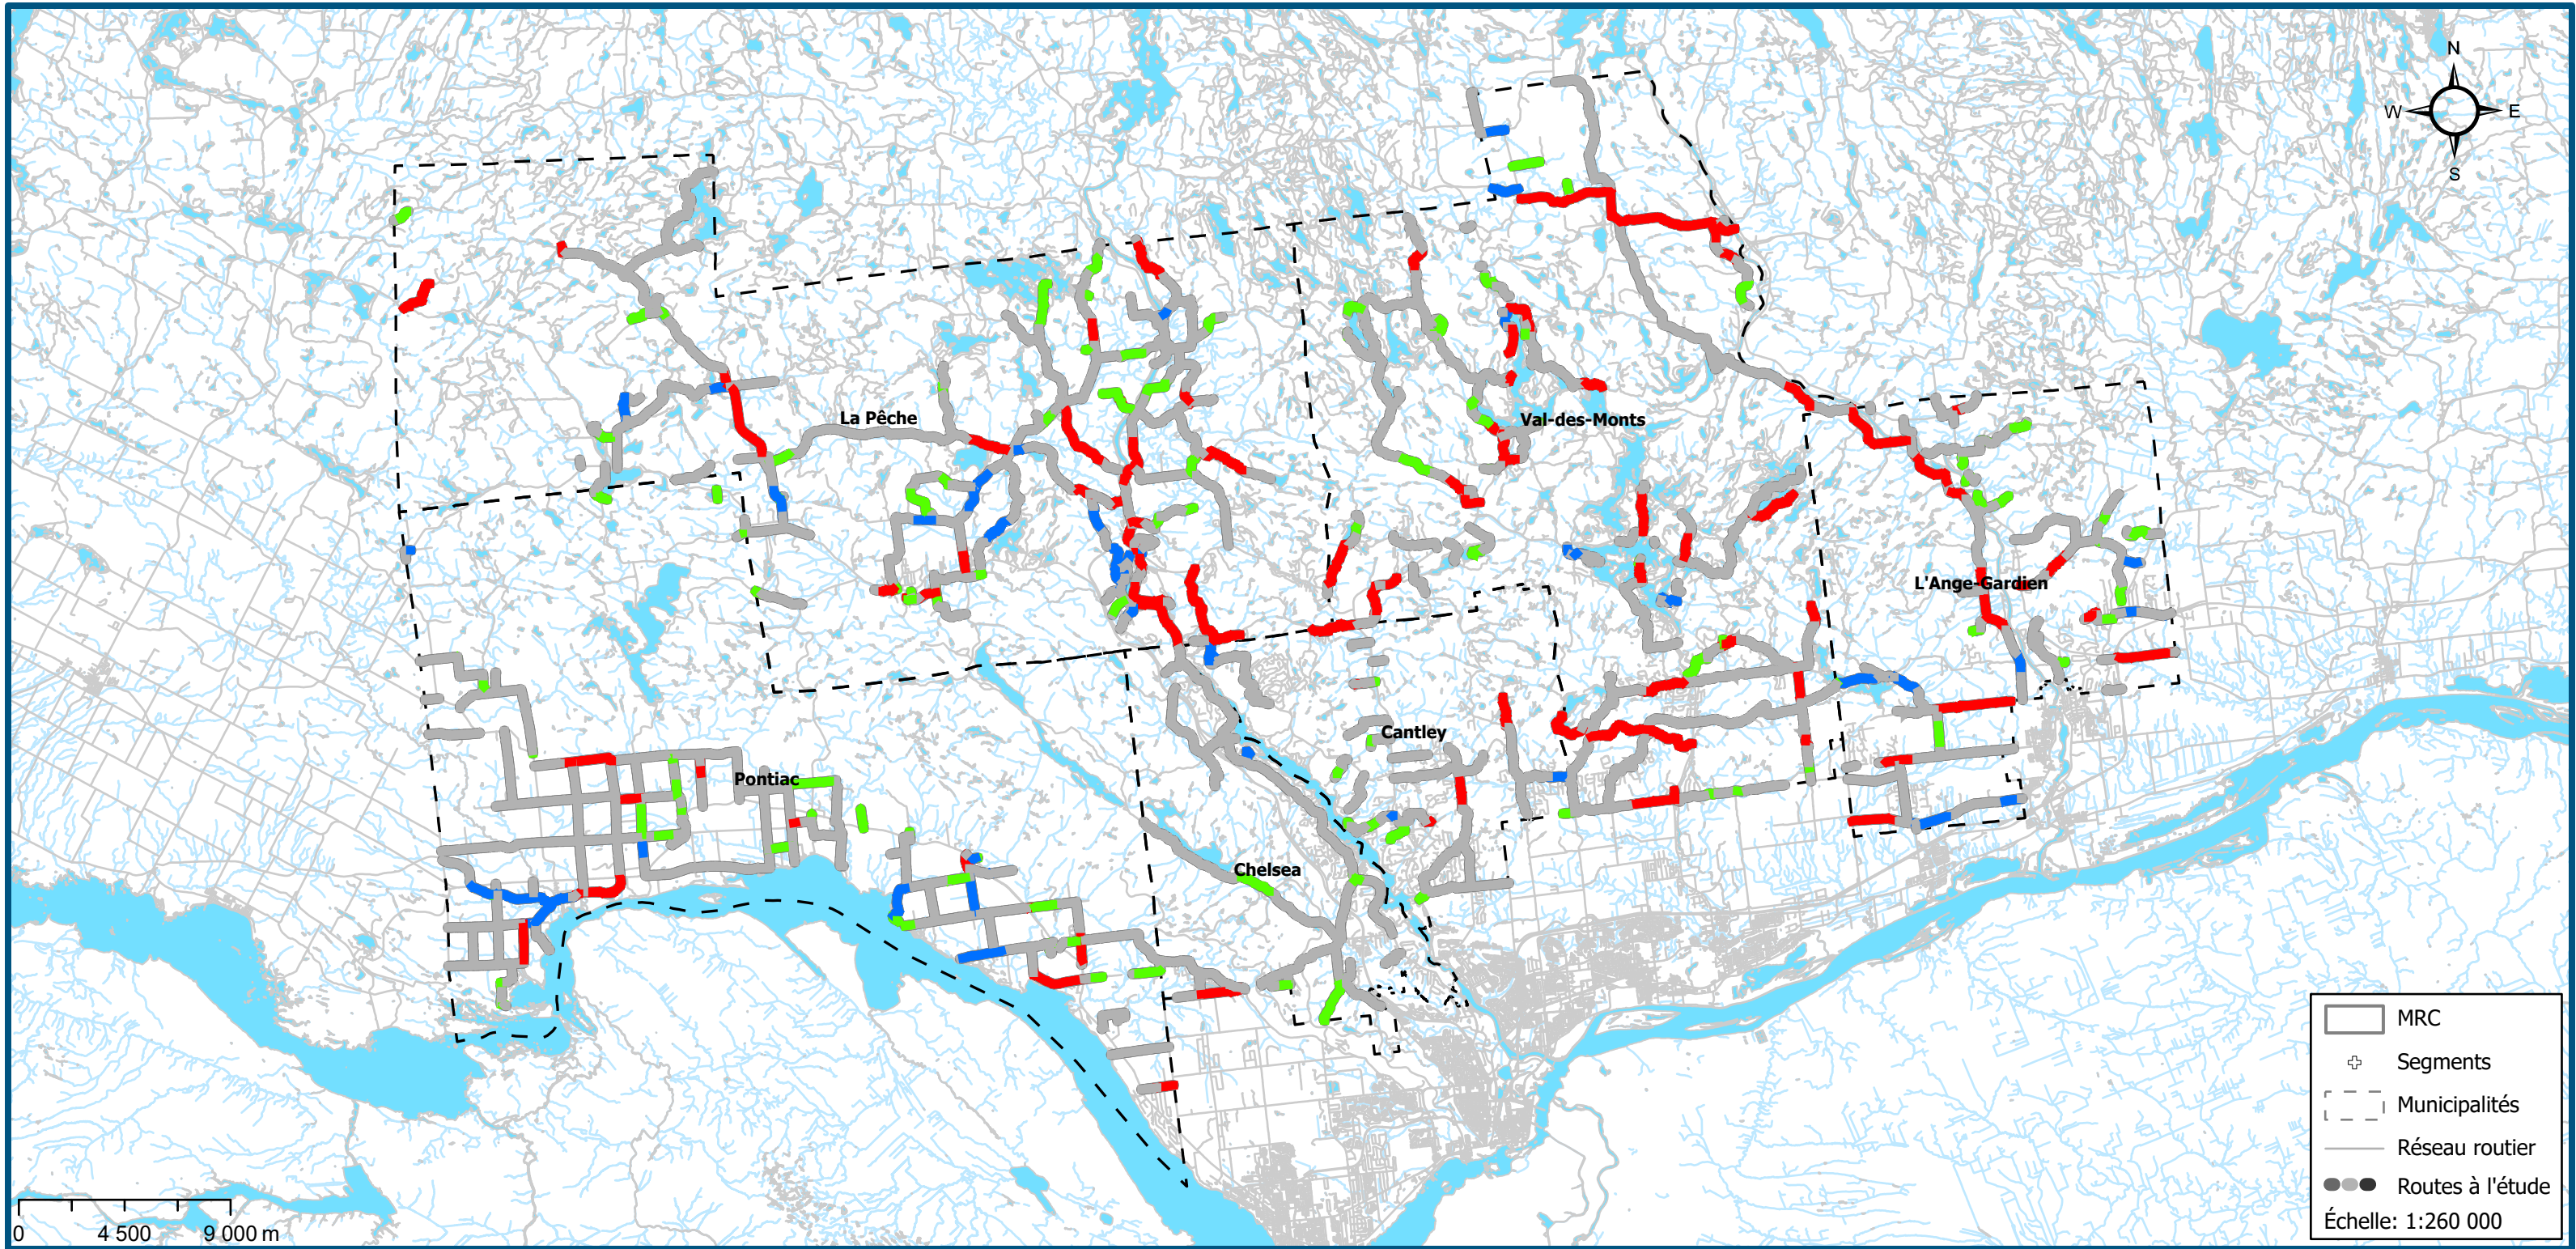 N
W E
S
La Pêche
Val-des-Monts
L'Ange-Gardien
Cantley
Pontiac
Chelsea
MRC
Segments
Municipalités
Réseau routier
Routes à l'étude
Échelle: 1:260 000
0 4 500 9 000 m